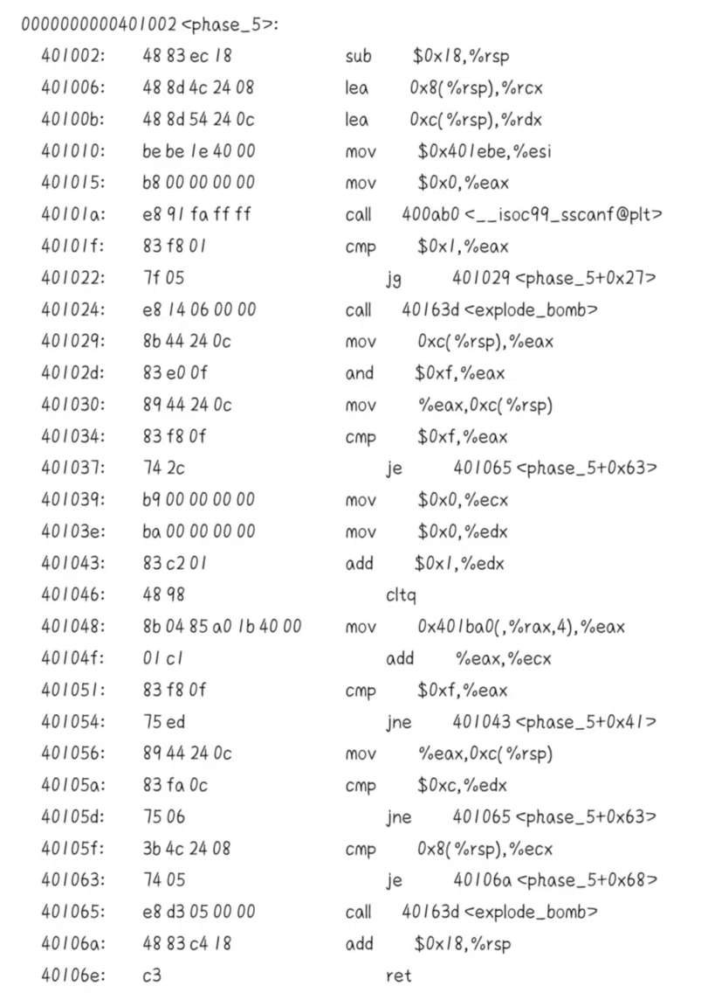 0000000000401002 <phase_5>:
401002: 48 83 ec 18 sub $0x18,%rsp
401006: 48 8d 4c 24 08 lea 0x8(%rsp),%rcx
40100b: 48 8d 54 24 0c lea 0xc(%rsp),%rdx
401010: be be 1e 40 00 mov $0x401ebe,%esi
401015: b8 00 00 00 00 mov $0x0,%eax
40101a: e8 91 fa ff ff call 400ab0 <__isoc99_sscanf@plt>
40101f: 83 f8 01 cmp $0x1,%eax
401022: 7f 05 jg 401029 <phase_5+0x27>
401024: e8 14 06 00 00 call 40163d <explode_bomb>
401029: 8b 44 24 0c mov 0xc(%rsp),%eax
40102d: 83 e0 0f and $0xf,%eax
401030: 89 44 24 0c mov %eax,0xc(%rsp)
401034: 83 f8 0f cmp $0xf,%eax
401037: 74 2c je 401065 <phase_5+0x63>
401039: b9 00 00 00 00 mov $0x0,%ecx
40103e: ba 00 00 00 00 mov $0x0,%edx
401043: 83 c2 01 add $0x1,%edx
401046: 48 98 cltq
401048: 8b 04 85 a0 1b 40 00 mov 0x401ba0(,%rax,4),%eax
40104f: 01 c1 add %eax,%ecx
401051: 83 f8 0f cmp $0xf,%eax
401054: 75 ed jne 401043 <phase_5+0x41>
401056: 89 44 24 0c mov %eax,0xc(%rsp)
40105a: 83 fa 0c cmp $0xc,%edx
40105d: 75 06 jne 401065 <phase_5+0x63>
40105f: 3b 4c 24 08 cmp 0x8(%rsp),%ecx
401063: 74 05 je 40106a <phase_5+0x68>
401065: e8 d3 05 00 00 call 40163d <explode_bomb>
40106a: 48 83 c4 18 add $0x18,%rsp
40106e: c3 ret